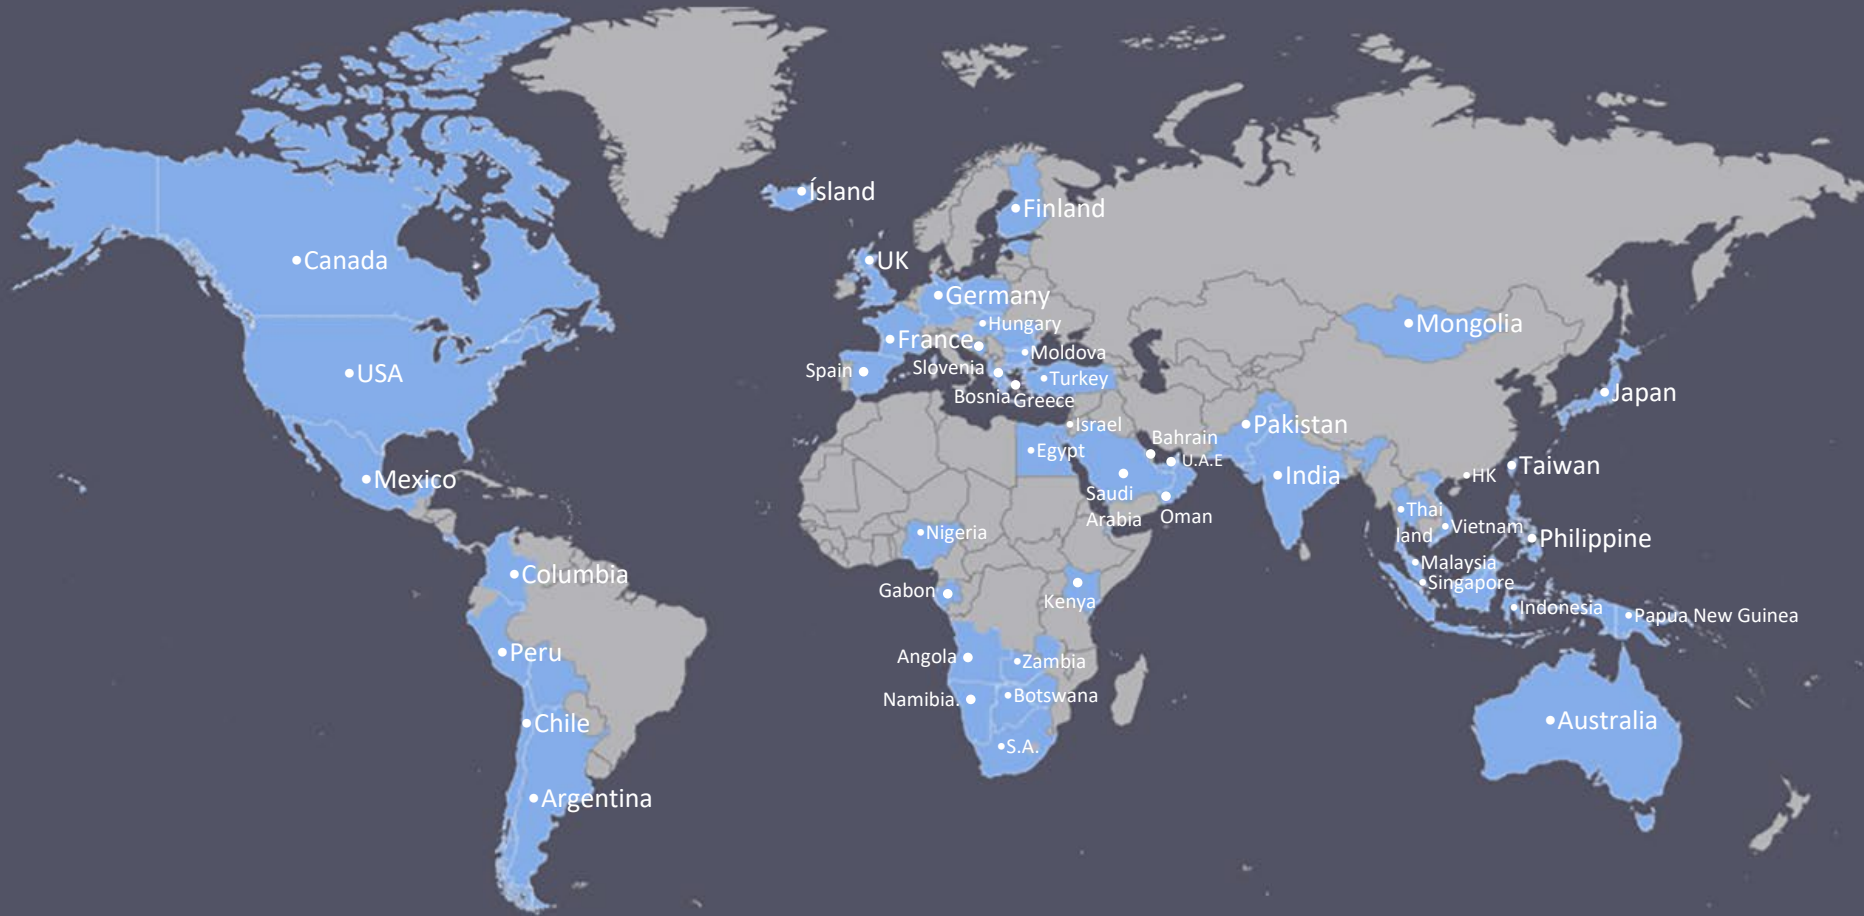 Ísland
Finland
Canada
UK
Germany
Hungary
Mongolia
France
Moldova
Slovenia
Spain
USA
Turkey
Bosnia
Greece
Japan
Israel
Pakistan
Bahrain
Egypt
U.A.E
Taiwan
India
HK
Mexico
Saudi
Arabia
Oman
Thai
land
Vietnam
Nigeria
Philippine
Malaysia
Columbia
Singapore
Gabon
Kenya
Indonesia
Papua New Guinea
Peru
Angola
Zambia
Namibia.
Botswana
Chile
Australia
S.A.
Argentina